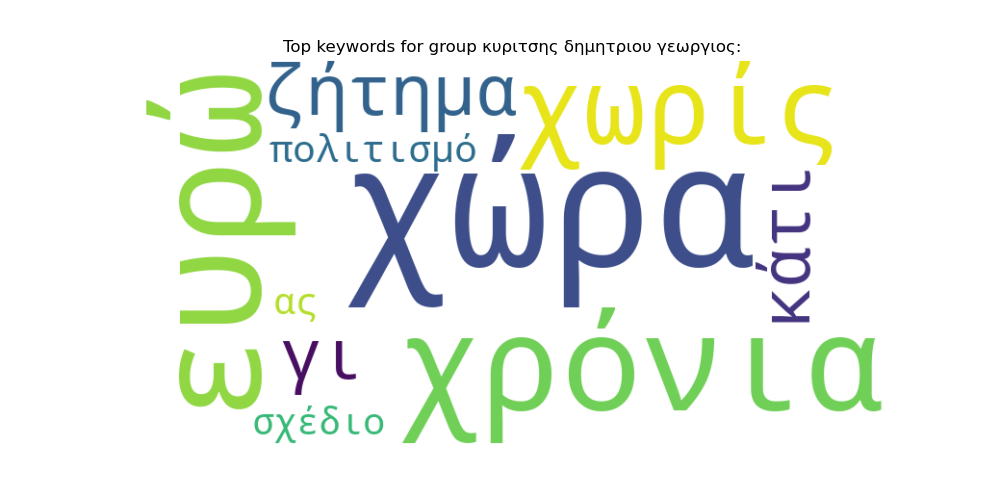 Top keywords for group κυριτσης δημητριου γεωργιος:
ευρώ
ζήτημα
χωρίς
πολιτισμό
χώρα
κάτι
ας
γι
χρόνια
σχέδιο